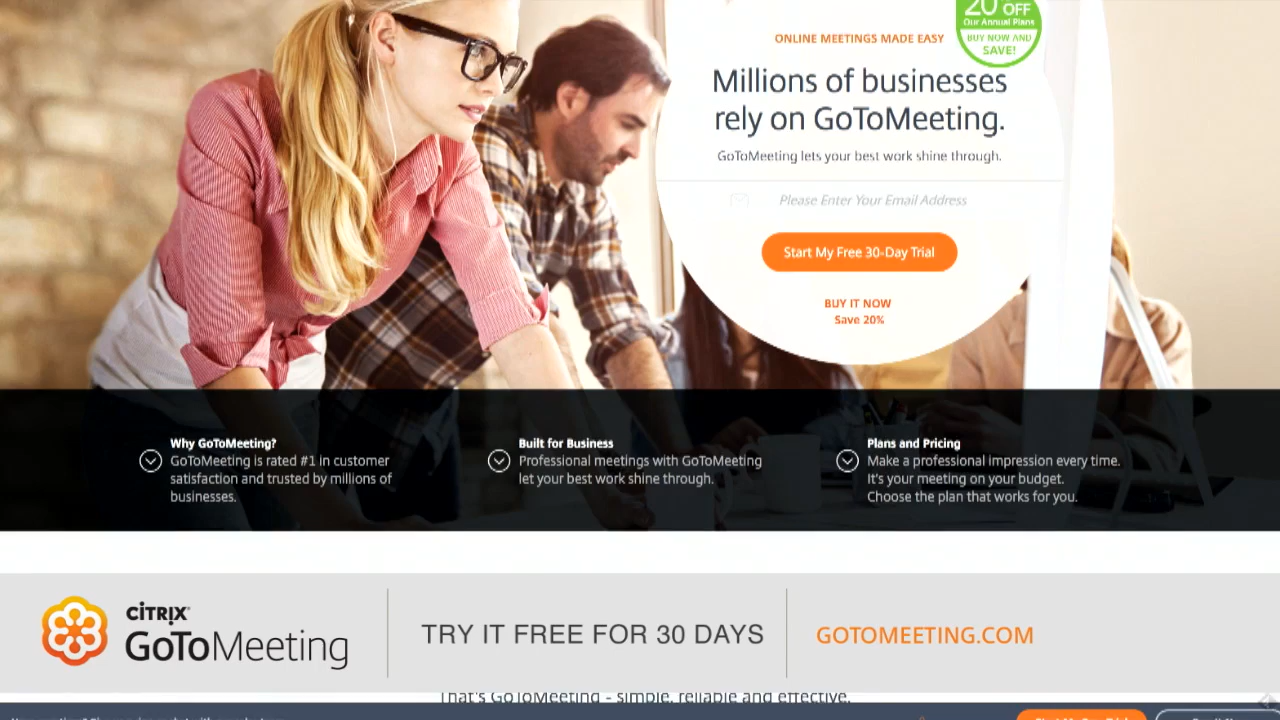 20 OFF
Our Annual Plans
BUY NOW AND
SAVE!
ONLINE MEETINGS MADE EASY
Millions of businesses
rely on GoToMeeting.
GoToMeeting lets your best work shine through.
Please Enter Your Email Address
Start My Free 30-Day Trial
BUY IT NOW
Save 20%
Why GoToMeeting?
GoToMeeting is rated #1 in customer
satisfaction and trusted by millions of
businesses.
Built for Business
Professional meetings with GoToMeeting
let your best work shine through.
Plans and Pricing
Make a professional impression every time.
It's your meeting on your budget.
Choose the plan that works for you.
CiTRIX®
GoToMeeting
TRY IT FREE FOR 30 DAYS
GOTOMEETING.COM
That's GoToMeeting - simple, reliable and effective.